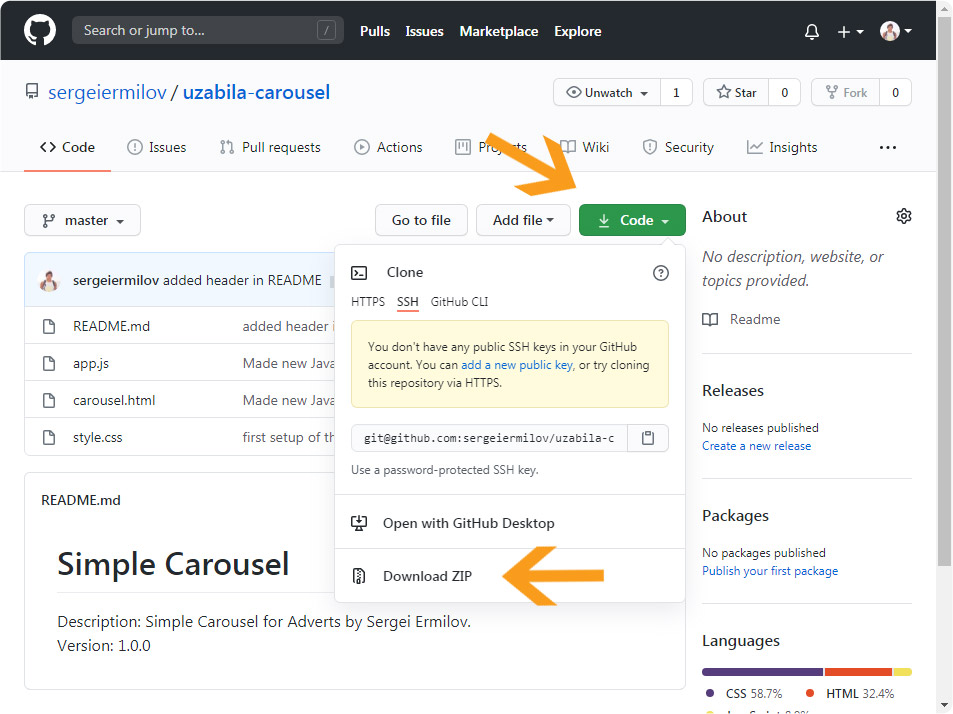 Search or jump to... /
Pulls Issues Marketplace Explore
sergeiermilov / uzabila-carousel
Unwatch 1
Star 0
Fork 0
Code
Issues
Pull requests
Actions
Projects
Wiki
Security
Insights
master
Go to file
Add file
Code
sergeiermilov added header in README
README.md added header i
app.js Made new Java
carousel.html Made new Java
style.css first setup of th
Clone
HTTPS SSH GitHub CLI
You don't have any public SSH keys in your GitHub
account. You can add a new public key, or try cloning
this repository via HTTPS.
git@github.com:sergeiermilov/uzabila-c
Use a password-protected SSH key.
Open with GitHub Desktop
Download ZIP
README.md
Simple Carousel
Description: Simple Carousel for Adverts by Sergei Ermilov.
Version: 1.0.0
About
No description, website, or
topics provided.
Readme
Releases
No releases published
Create a new release
Packages
No packages published
Publish your first package
Languages
CSS 58.7% HTML 32.4%